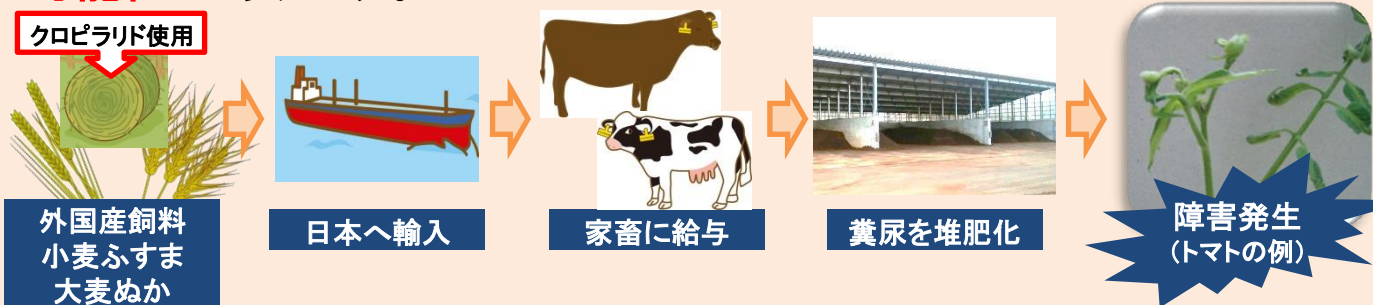 クロピラリド使用
外国産飼料
小麦ふすま
大麦ぬか
日本へ輸入
家畜に給与
糞尿を堆肥化
障害発生
(トマトの例)